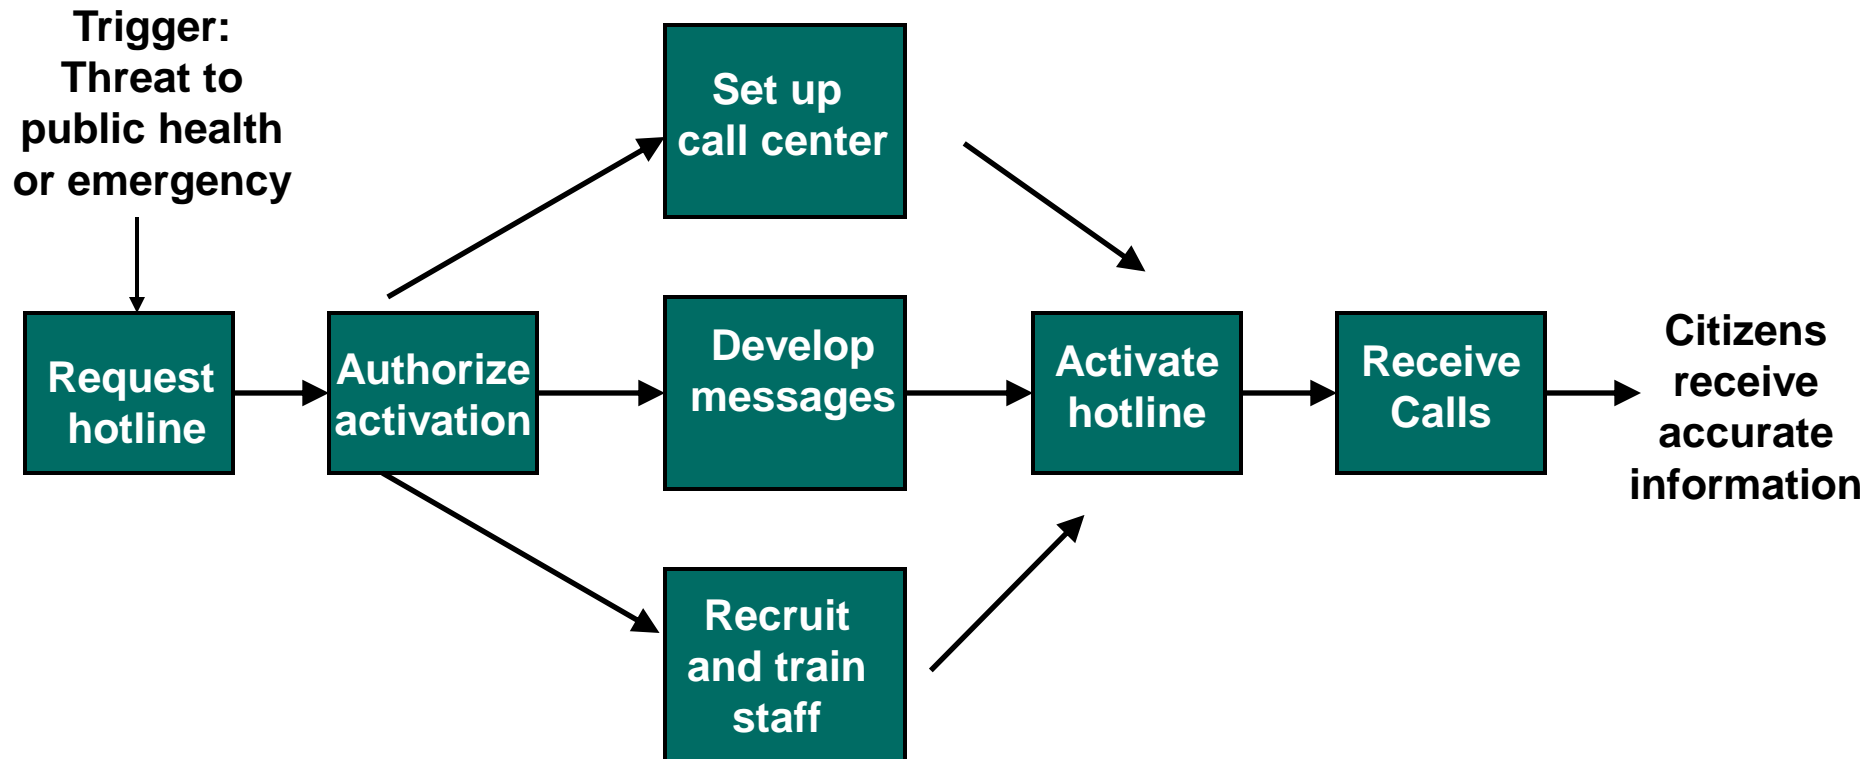 Trigger:
Threat to
public health
or emergency
Request
hotline
Authorize
activation
Set up
call center
Develop
messages
Recruit
and train
staff
Activate
hotline
Receive
Calls
Citizens
receive
accurate
information